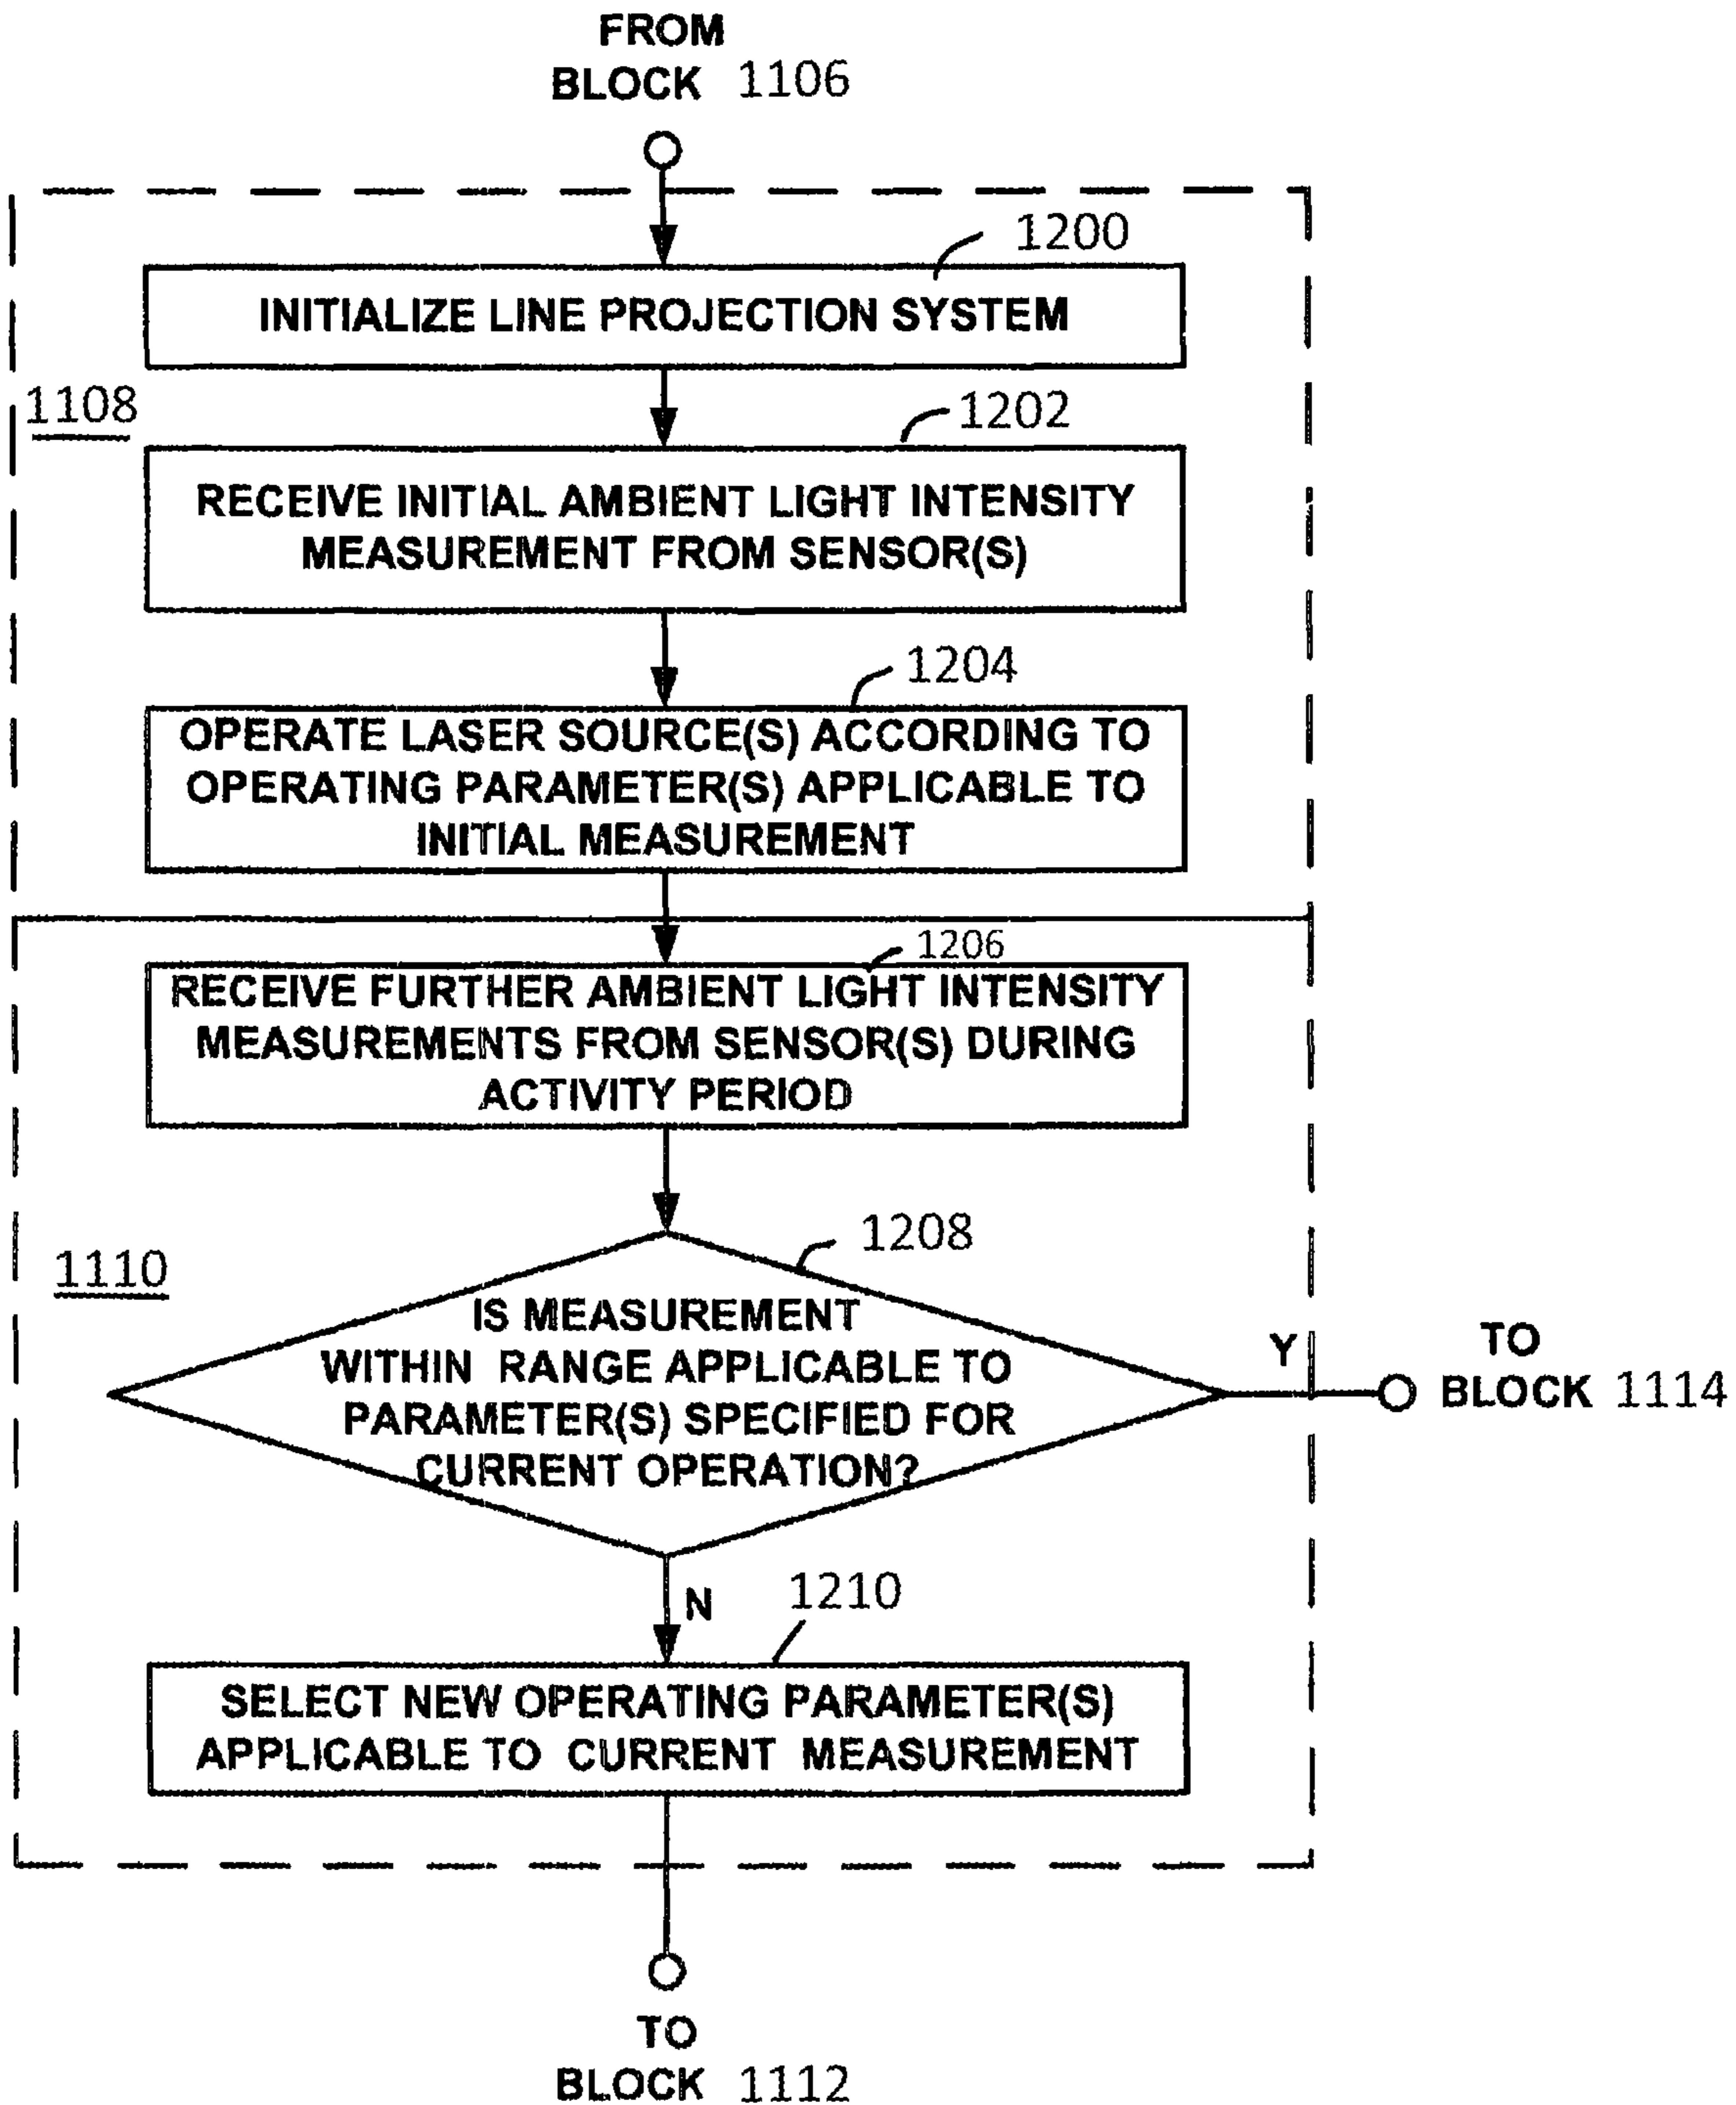 FROM
BLOCK 1106
1200
INITIALIZE LINE PROJECTION SYSTEM
1108
1202
RECEIVE INITIAL AMBIENT LIGHT INTENSITY
MEASUREMENT FROM SENSOR(S)
1204
OPERATE LASER SOURCE(S) ACCORDING TO
OPERATING PARAMETER(S) APPLICABLE TO
INITIAL MEASUREMENT
1206
RECEIVE FURTHER AMBIENT LIGHT INTENSITY
MEASUREMENTS FROM SENSOR(S) DURING
ACTIVITY PERIOD
1208
1110
IS MEASUREMENT
WITHIN RANGE APPLICABLE TO
PARAMETER(S) SPECIFIED FOR
CURRENT OPERATION?
Y
TO
BLOCK 1114
N
1210
SELECT NEW OPERATING PARAMETER(S)
APPLICABLE TO CURRENT MEASUREMENT
TO
BLOCK 1112